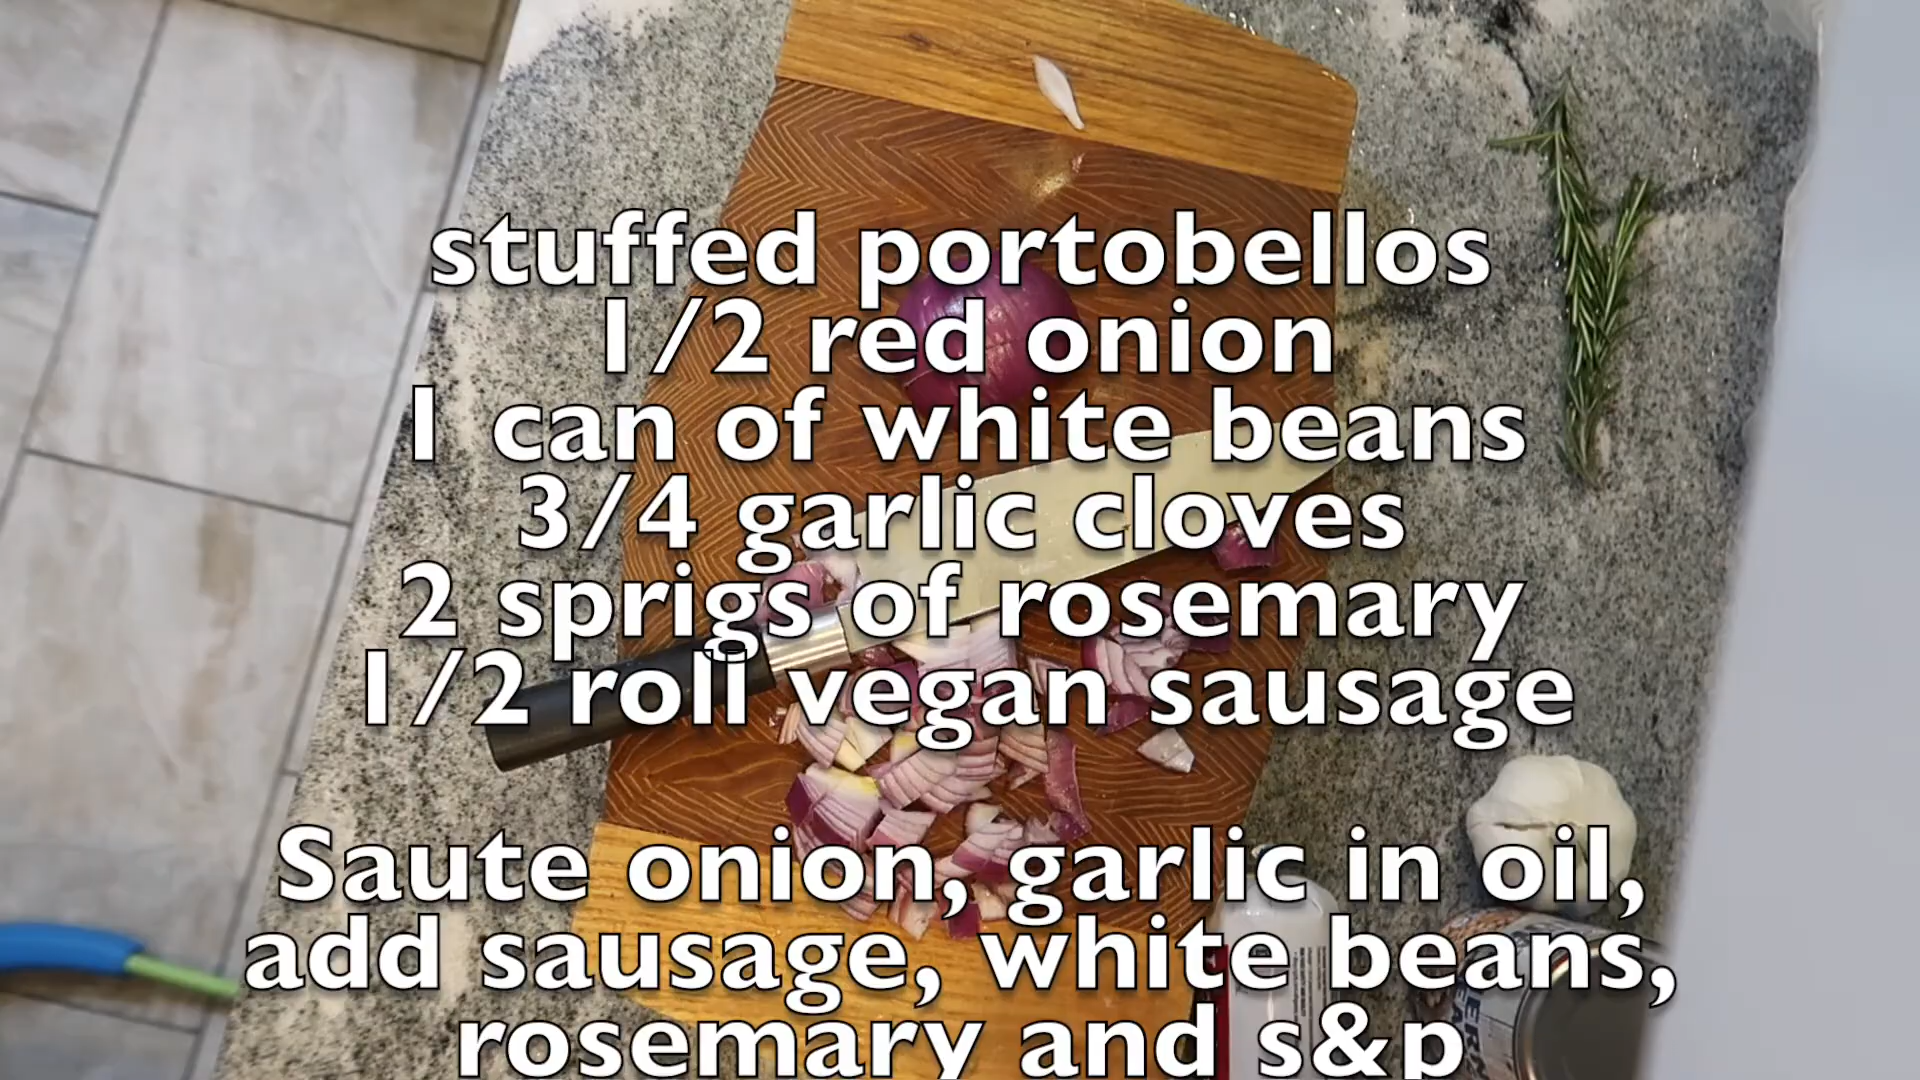 stuffed portobellos
1/2 red onion
1 can of white beans
3/4 garlic cloves
2 sprigs of rosemary
1/2 roll vegan sausage
Saute onion, garlic in oil,
add sausage, white beans,
rosemary and s&p